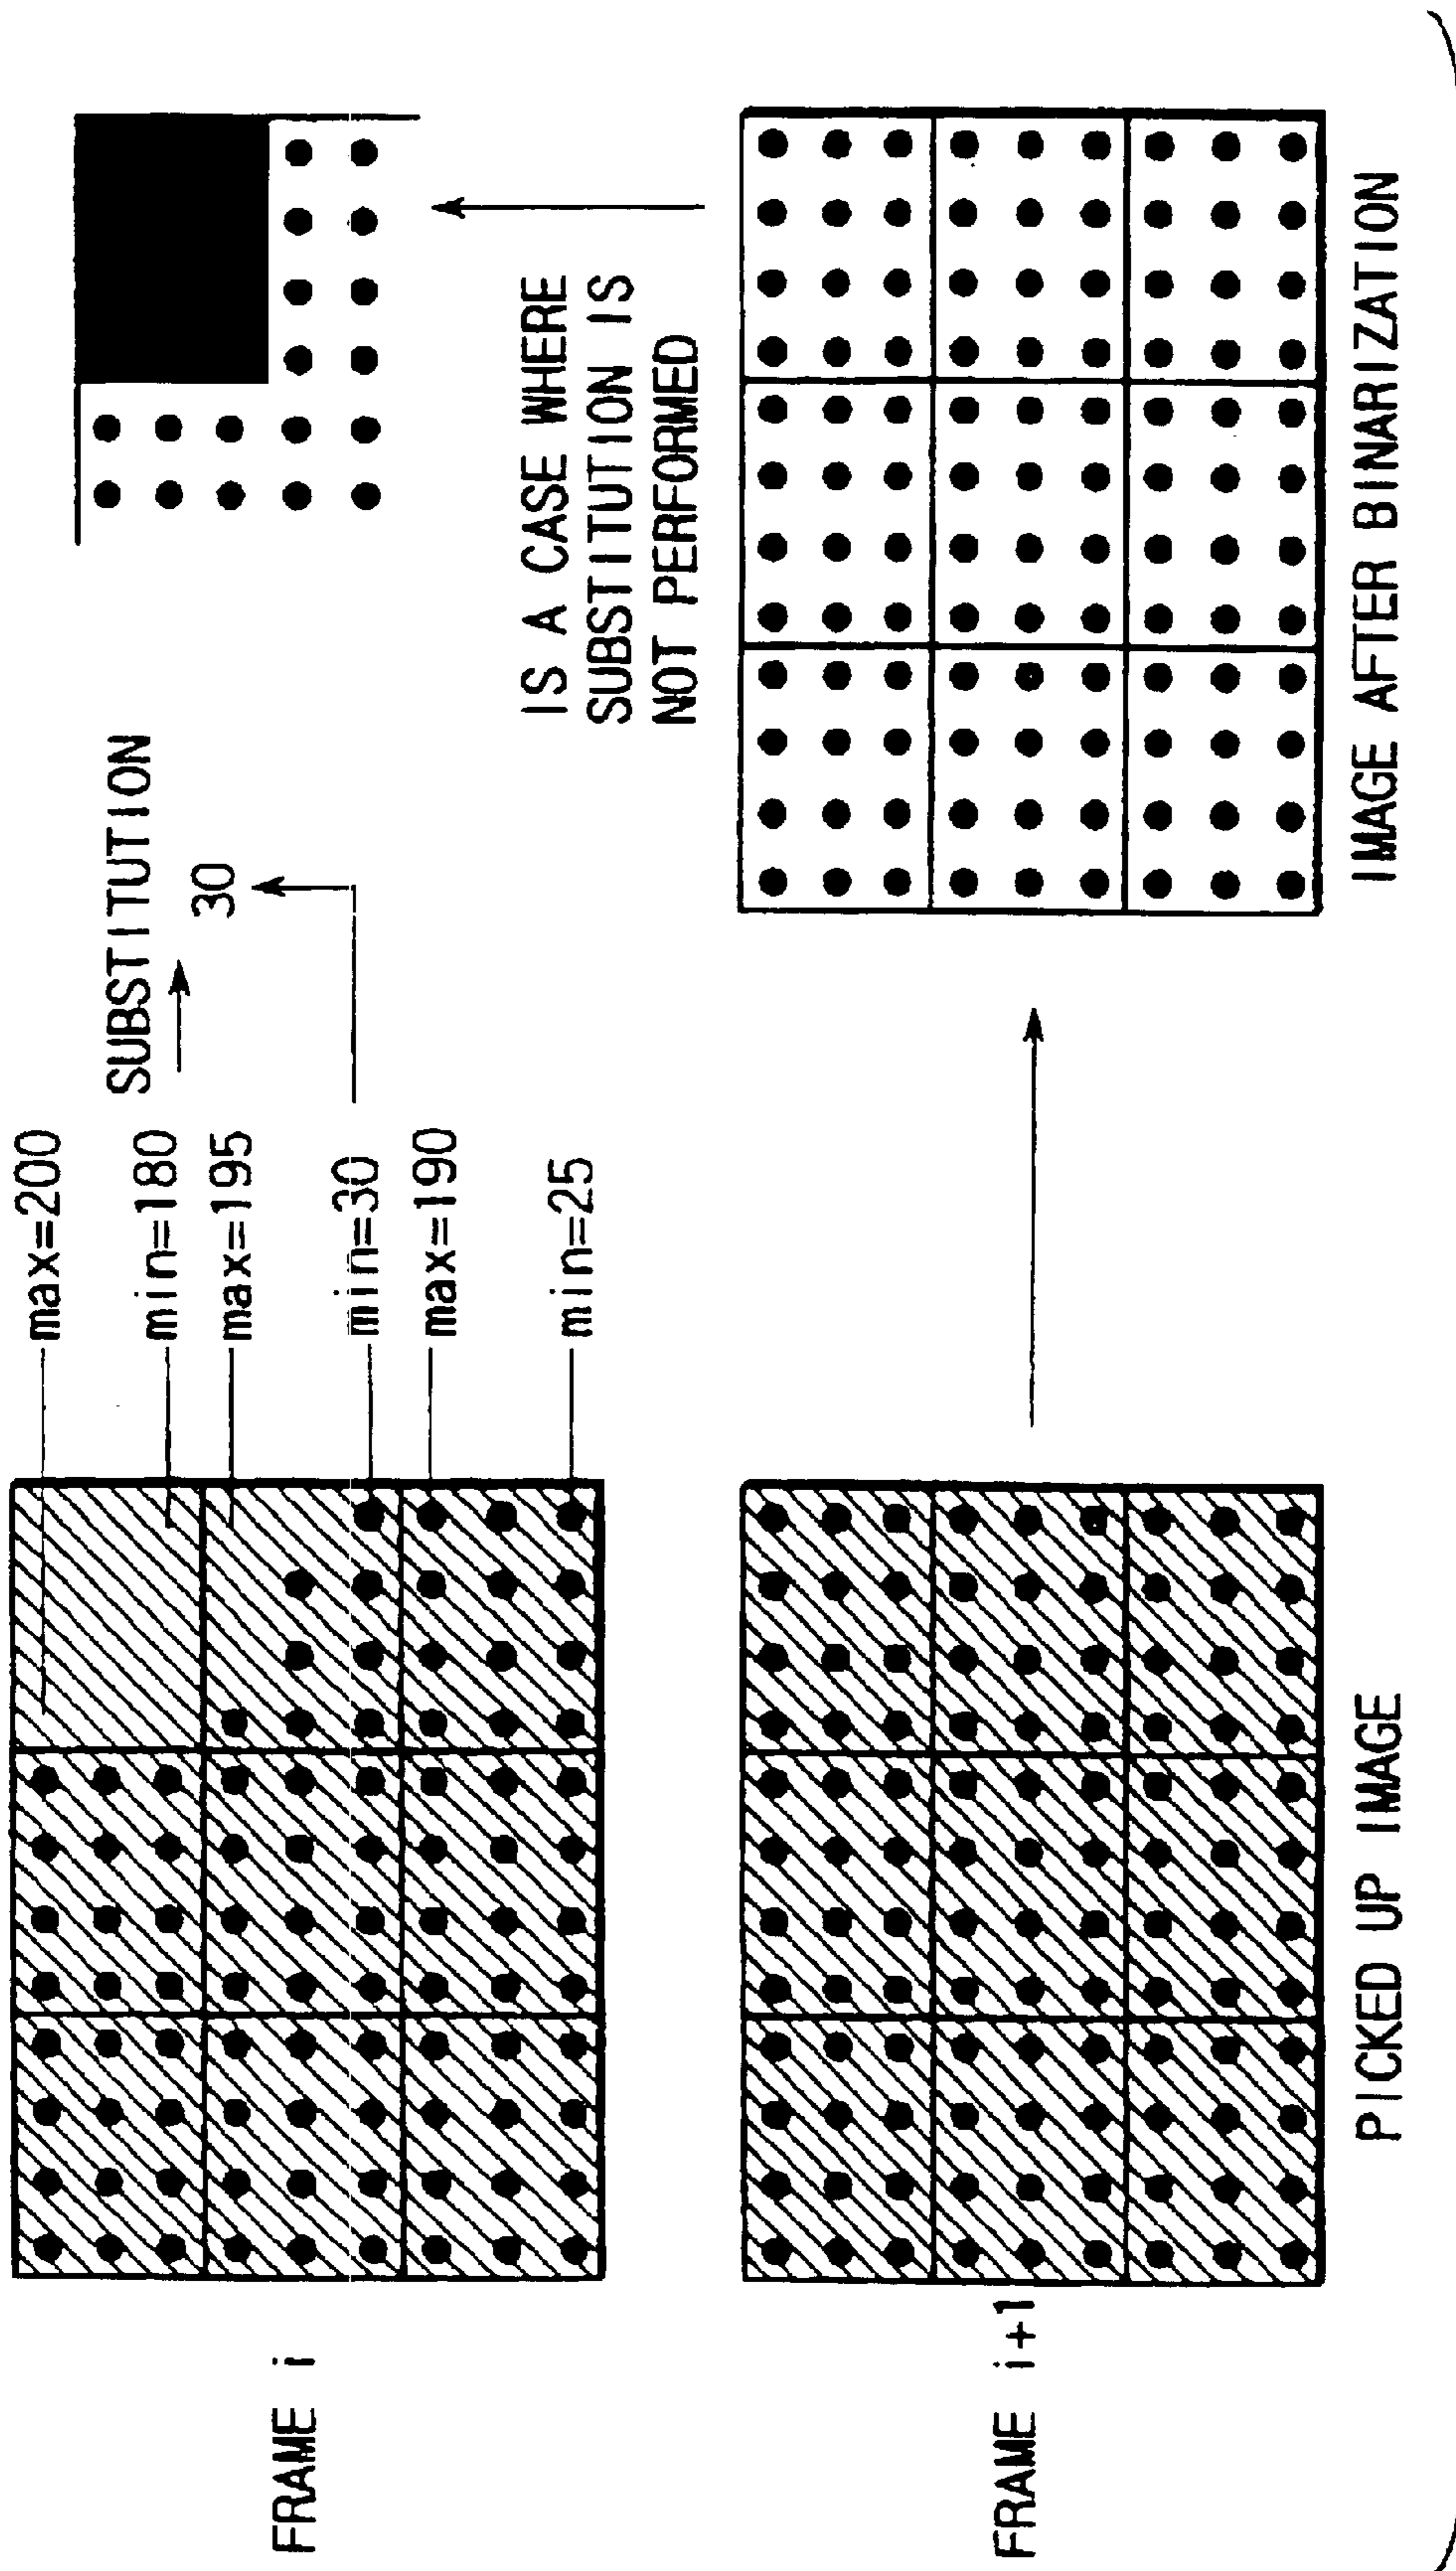 FRAME i
max=200
min=180
max=195
min=30
max=190
min=25
SUBSTITUTION
30
IS A CASE WHERE
SUBSTITUTION IS
NOT PERFORMED
FRAME i+1
PICKED UP IMAGE
IMAGE AFTER BINARIZATION